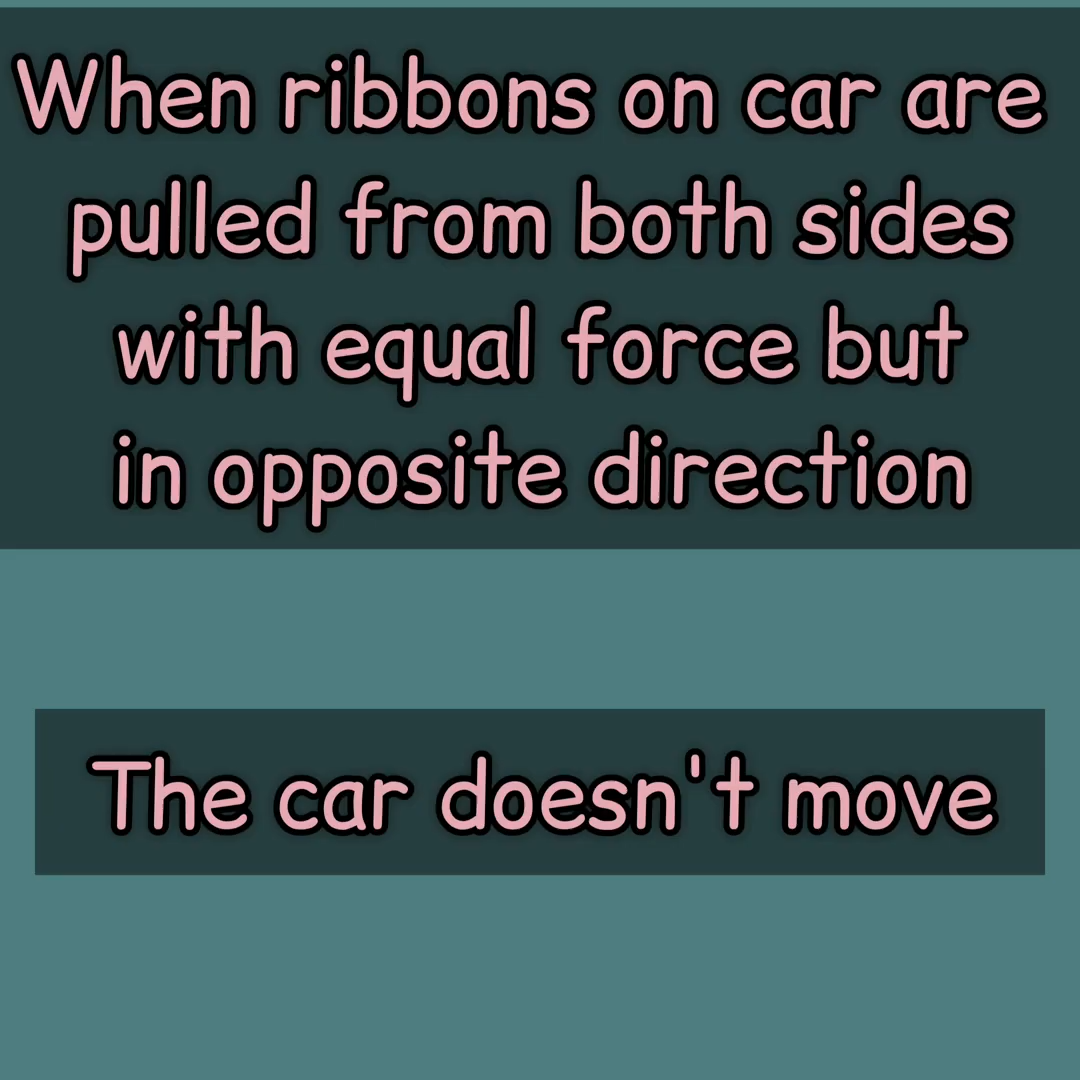 When ribbons on car are
pulled from both sides
with equal force but
in opposite direction
The car doesn't move